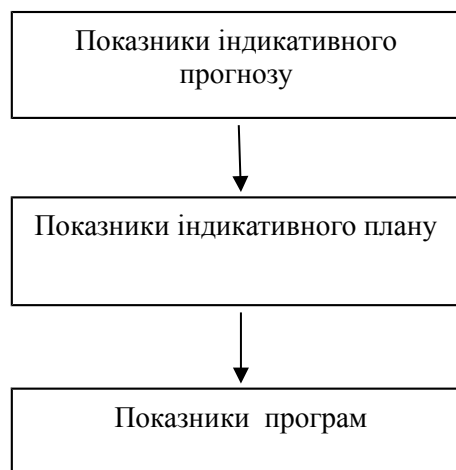 Показники індикативного
прогнозу
Показники індикативного плану
Показники програм